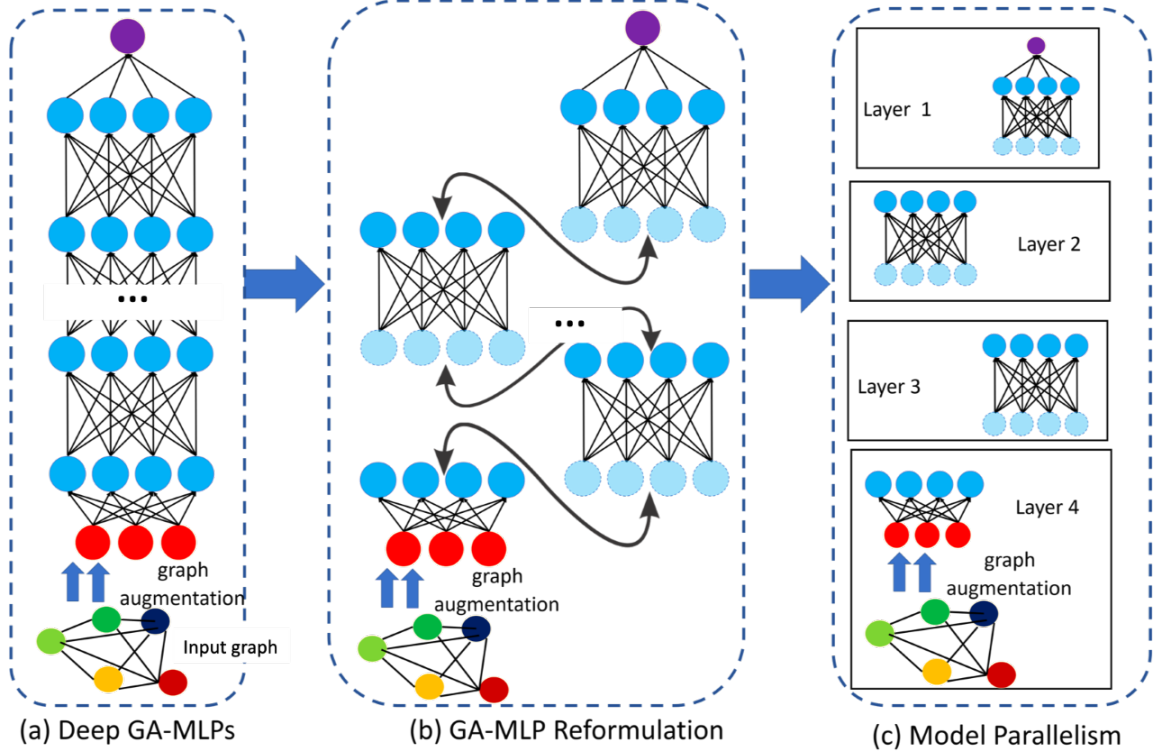 ...
graph
augmentation
Input graph
(a) Deep GA-MLPs
...
graph
augmentation
(b) GA-MLP Reformulation
Layer 1
Layer 2
Layer 3
Layer 4
graph
augmentation
(c) Model Parallelism